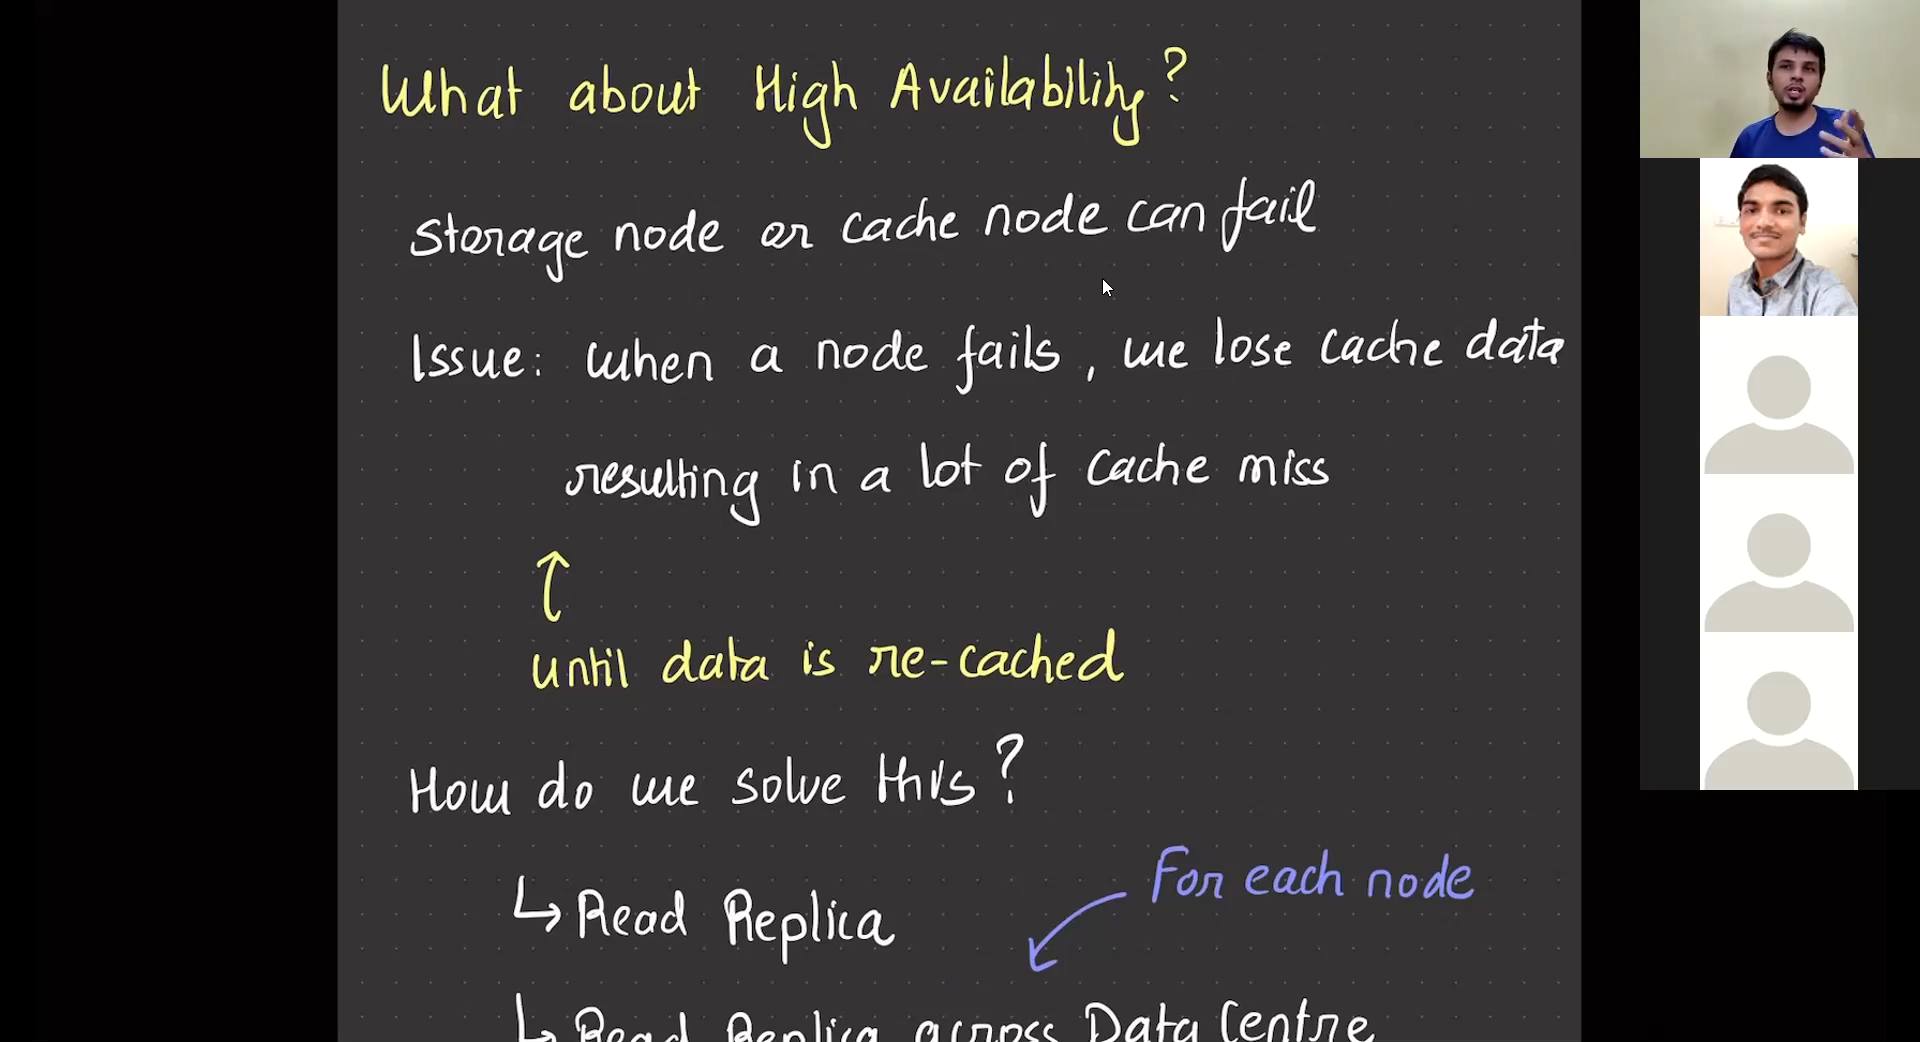 What about High Availability?
Storage node or cache node can fail
Issue: When a node fails, we lose cache data
resulting in a lot of cache miss
until data is re-cached
How do we solve this?
For each node
Read Replica
Read Replica across Data Centre